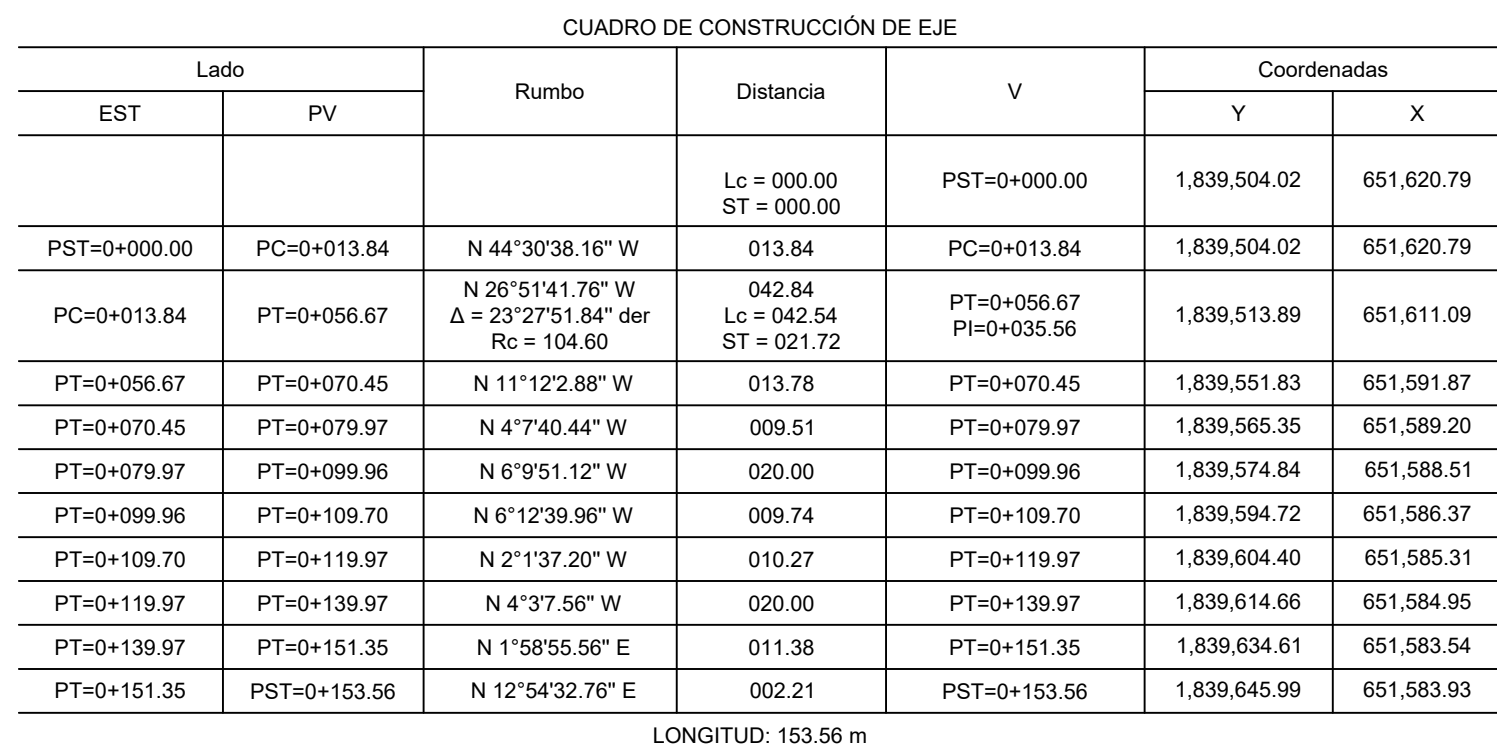 CUADRO DE CONSTRUCCIÓN DE EJE
Lado Rumbo Distancia V Coordenadas
EST PV Y X
Lc = 000.00
ST = 000.00
PST=0+000.00 1,839,504.02 651,620.79
PST=0+000.00 PC=0+013.84 N 44°30'38.16" W 013.84 PC=0+013.84 1,839,504.02 651,620.79
PC=0+013.84 PT=0+056.67
N 26°51'41.76" W
Δ = 23°27'51.84" der
Rc = 104.60
042.84
Lc = 042.54
ST = 021.72
PT=0+056.67
PI=0+035.56
1,839,513.89 651,611.09
PT=0+056.67 PT=0+070.45 N 11°12'2.88" W 013.78 PT=0+070.45 1,839,551.83 651,591.87
PT=0+070.45 PT=0+079.97 N 4°7'40.44" W 009.51 PT=0+079.97 1,839,565.35 651,589.20
PT=0+079.97 PT=0+099.96 N 6°9'51.12" W 020.00 PT=0+099.96 1,839,574.84 651,588.51
PT=0+099.96 PT=0+109.70 N 6°12'39.96" W 009.74 PT=0+109.70 1,839,594.72 651,586.37
PT=0+109.70 PT=0+119.97 N 2°1'37.20" W 010.27 PT=0+119.97 1,839,604.40 651,585.31
PT=0+119.97 PT=0+139.97 N 4°3'7.56" W 020.00 PT=0+139.97 1,839,614.66 651,584.95
PT=0+139.97 PT=0+151.35 N 1°58'55.56" E 011.38 PT=0+151.35 1,839,634.61 651,583.54
PT=0+151.35 PST=0+153.56 N 12°54'32.76" E 002.21 PST=0+153.56 1,839,645.99 651,583.93
LONGITUD: 153.56 m